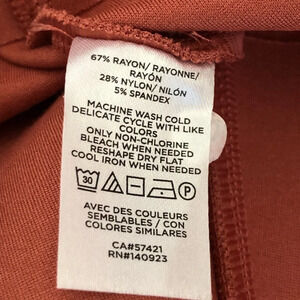 67% RAYON/ RAYONNE/
RAYÓN
28% NYLON/ NILÓN
5% SPANDEX
MACHINE WASH COLD
DELICATE CYCLE WITH LIKE
COLORS
ONLY NON-CHLORINE
BLEACH WHEN NEEDED
RESHAPE DRY FLAT
COOL IRON WHEN NEEDED
30
AVEC DES COULEURS
SEMBLABLES / CON
COLORES SIMILARES
CA#57421
RN#140923